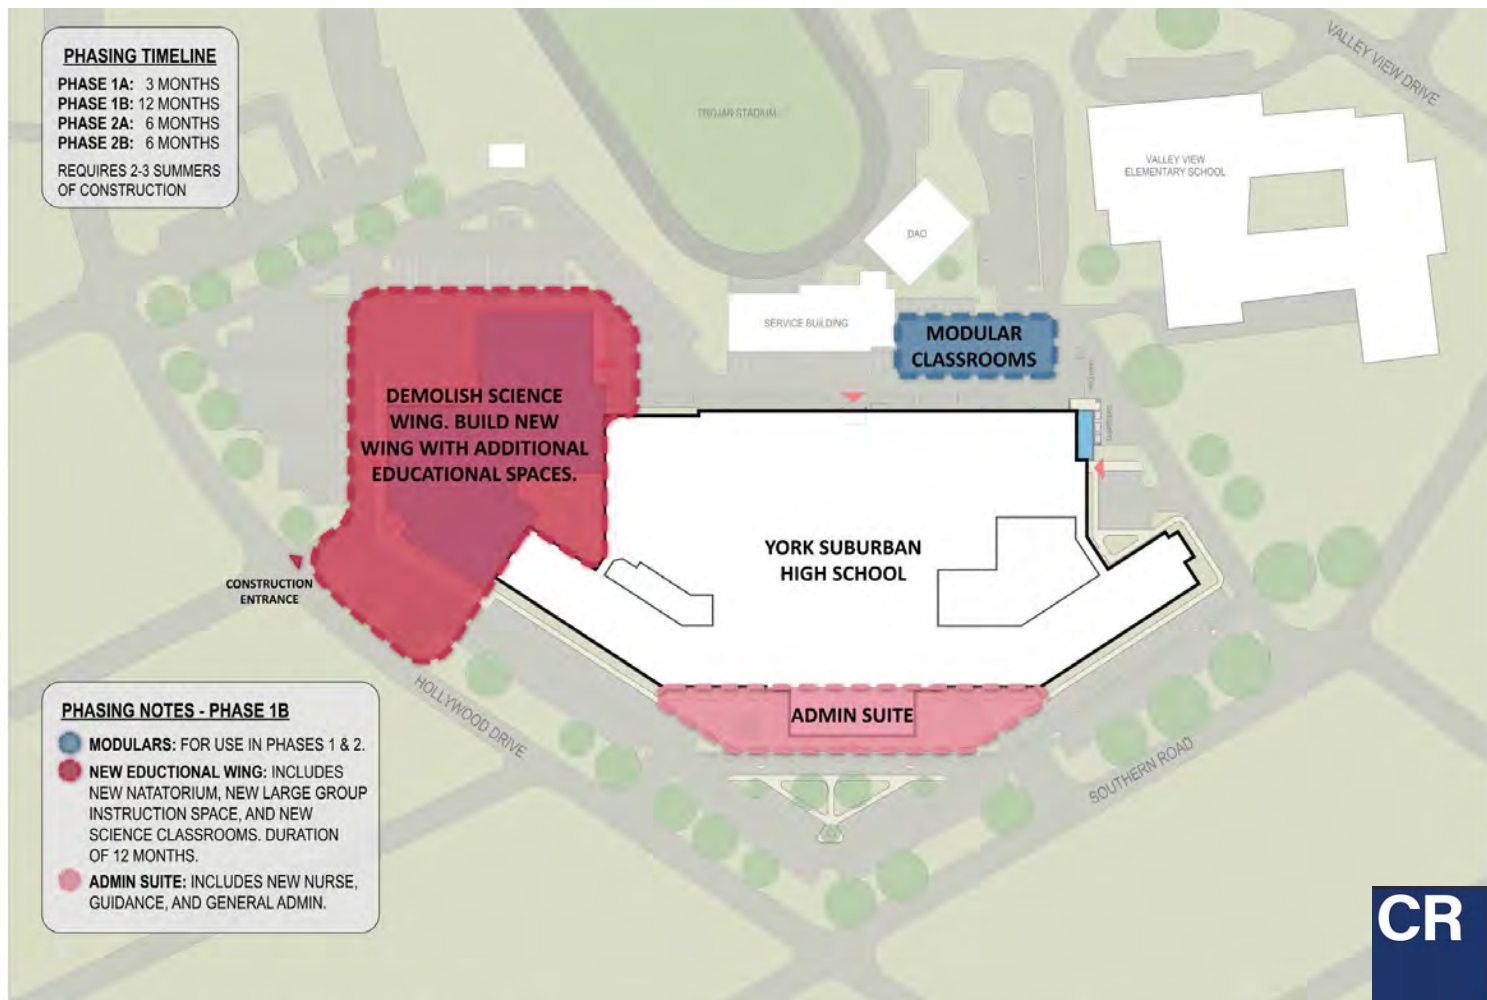 PHASING TIMELINE
PHASE 1A: 3 MONTHS
PHASE 1B: 12 MONTHS
PHASE 2A: 6 MONTHS
PHASE 2B: 6 MONTHS
REQUIRES 2-3 SUMMERS
OF CONSTRUCTION
TROJAN STADIUM
VALLEY VIEW DRIVE
VALLEY VIEW
ELEMENTARY SCHOOL
DAO
SERVICE BUILDING
MODULAR
CLASSROOMS
DEMOLISH SCIENCE
WING. BUILD NEW
WING WITH ADDITIONAL
EDUCATIONAL SPACES.
YORK SUBURBAN
HIGH SCHOOL
CONSTRUCTION
ENTRANCE
HOLLYWOOD DRIVE
ADMIN SUITE
SOUTHERN ROAD
PHASING NOTES - PHASE 1B
MODULARS: FOR USE IN PHASES 1 & 2.
NEW EDUCTIONAL WING: INCLUDES
NEW NATATORIUM, NEW LARGE GROUP
INSTRUCTION SPACE, AND NEW
SCIENCE CLASSROOMS. DURATION
OF 12 MONTHS.
ADMIN SUITE: INCLUDES NEW NURSE,
GUIDANCE, AND GENERAL ADMIN.
CR